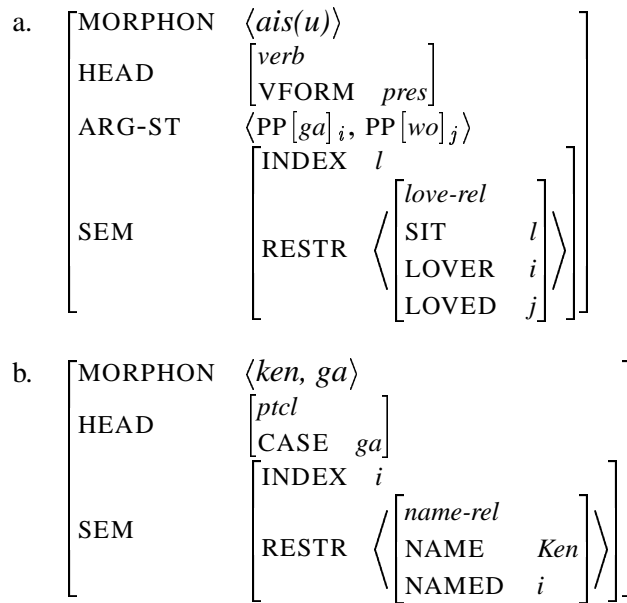 a. MORPHON ⟨ais(u)⟩
HEAD [verb
VFORM pres]
ARG-ST ⟨PP[ga]i, PP[wo]j⟩
SEM [INDEX l
RESTR ⟨[love-rel
SIT l
LOVER i
LOVED j]⟩]
b. MORPHON ⟨ken, ga⟩
HEAD [ptcl
CASE ga]
SEM [INDEX i
RESTR ⟨[name-rel
NAME Ken
NAMED i]⟩]